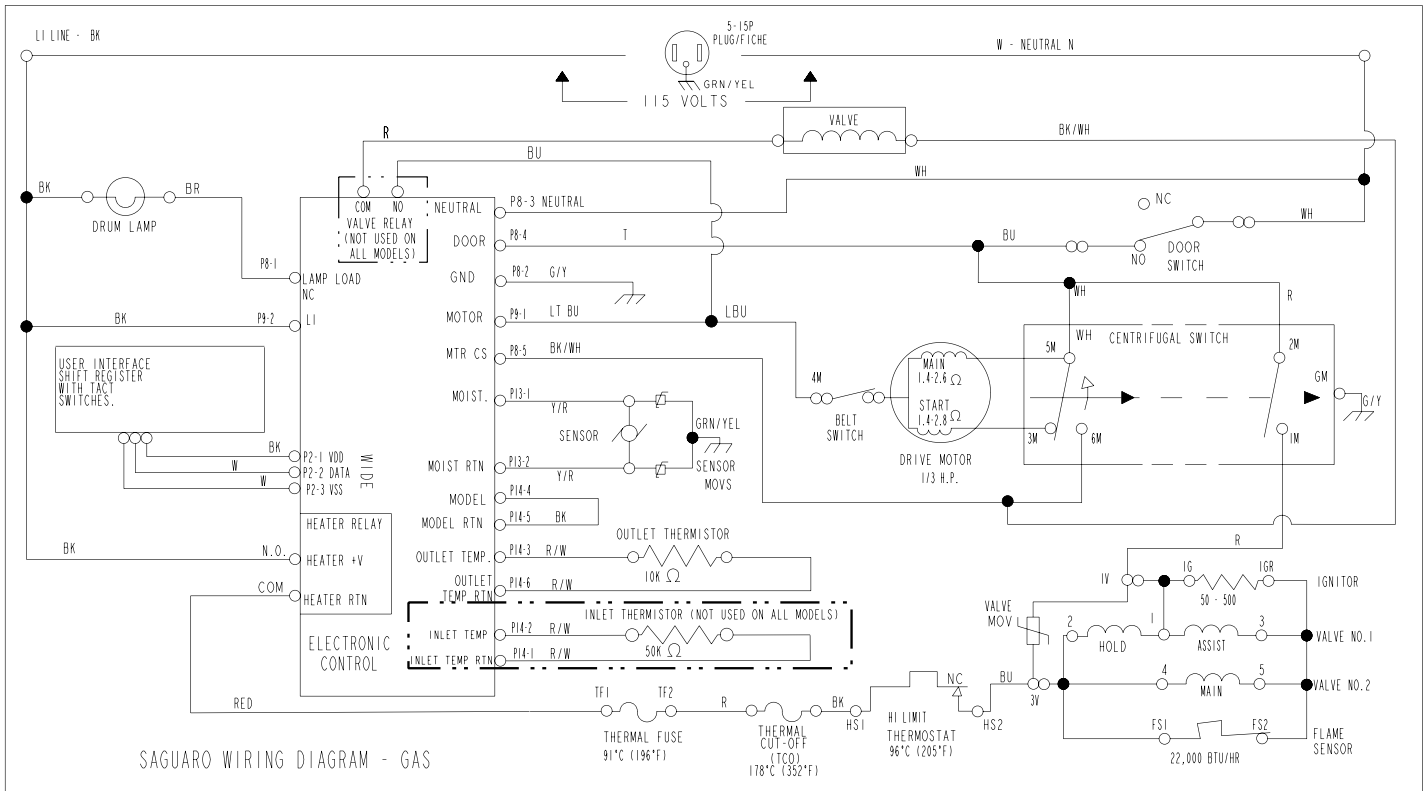 LI LINE - BK
5-15P
PLUG/FICHE
W - NEUTRAL N
GRN/YEL
115 VOLTS
VALVE
R
BK/WH
BU
WH
BK
BR
DRUM LAMP
COM
NO
VALVE RELAY
(NOT USED ON
ALL MODELS)
NEUTRAL
P8-3 NEUTRAL
NC
WH
DOOR
P8-4
T
BU
NO
DOOR
SWITCH
P8-1
LAMP LOAD
NC
GND
P8-2
G/Y
WH
R
BK
P9-2
LI
MOTOR
P9-1
LT BU
LBU
WH
CENTRIFUGAL SWITCH
USER INTERFACE
SHIFT REGISTER
WITH TACT
SWITCHES.
MTR CS
P8-5
BK/WH
5M
2M
MAIN
1.4-2.6 Ω
4M
GM
G/Y
MOIST.
P13-1
Y/R
START
1.4-2.8 Ω
BELT
SWITCH
SENSOR
GRN/YEL
3M
6M
1M
BK
P2-1 VDD
W
P2-2 DATA
W
P2-3 VSS
WIDE
MOIST RTN
P13-2
Y/R
SENSOR
MOVS
DRIVE MOTOR
1/3 H.P.
MODEL
P14-4
MODEL RTN
P14-5
BK
HEATER RELAY
OUTLET THERMISTOR
BK
N.O.
HEATER +V
OUTLET TEMP.
P14-3
R/W
10K Ω
R
COM
HEATER RTN
OUTLET
TEMP RTN
P14-6
R/W
1V
IG
IGR
IGNITOR
50 - 500
INLET THERMISTOR (NOT USED ON ALL MODELS)
VALVE
MOV
INLET TEMP
P14-2
R/W
50K Ω
2
HOLD
1
ASSIST
3
VALVE NO.1
ELECTRONIC
CONTROL
INLET TEMP RTN
P14-1
R/W
4
MAIN
5
VALVE NO.2
RED
TF1
TF2
R
BK
HS1
NC
BU
HS2
3V
THERMAL FUSE
91°C (196°F)
THERMAL
CUT-OFF
(TCO)
178°C (352°F)
HI LIMIT
THERMOSTAT
96°C (205°F)
FS1
FS2
FLAME
SENSOR
22,000 BTU/HR
SAGUARO WIRING DIAGRAM - GAS